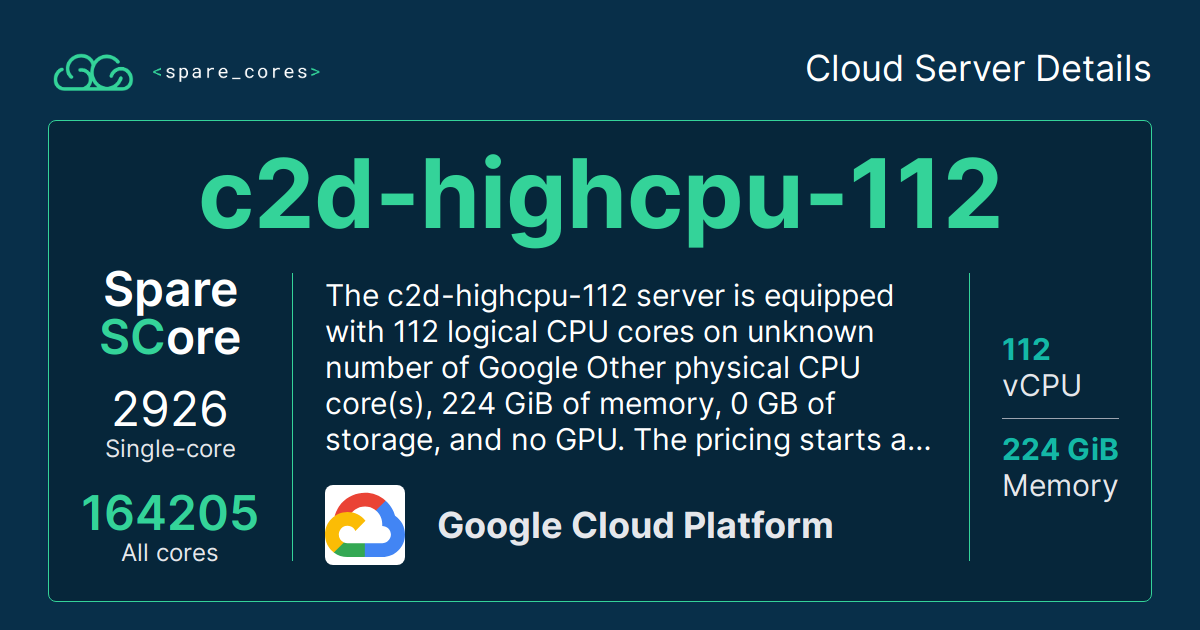 <spare_cores>
Cloud Server Details
c2d-highcpu-112
Spare
SCore
2926
Single-core
164205
All cores
The c2d-highcpu-112 server is equipped
with 112 logical CPU cores on unknown
number of Google Other physical CPU
core(s), 224 GiB of memory, 0 GB of
storage, and no GPU. The pricing starts a...
Google Cloud Platform
112
vCPU
224 GiB
Memory